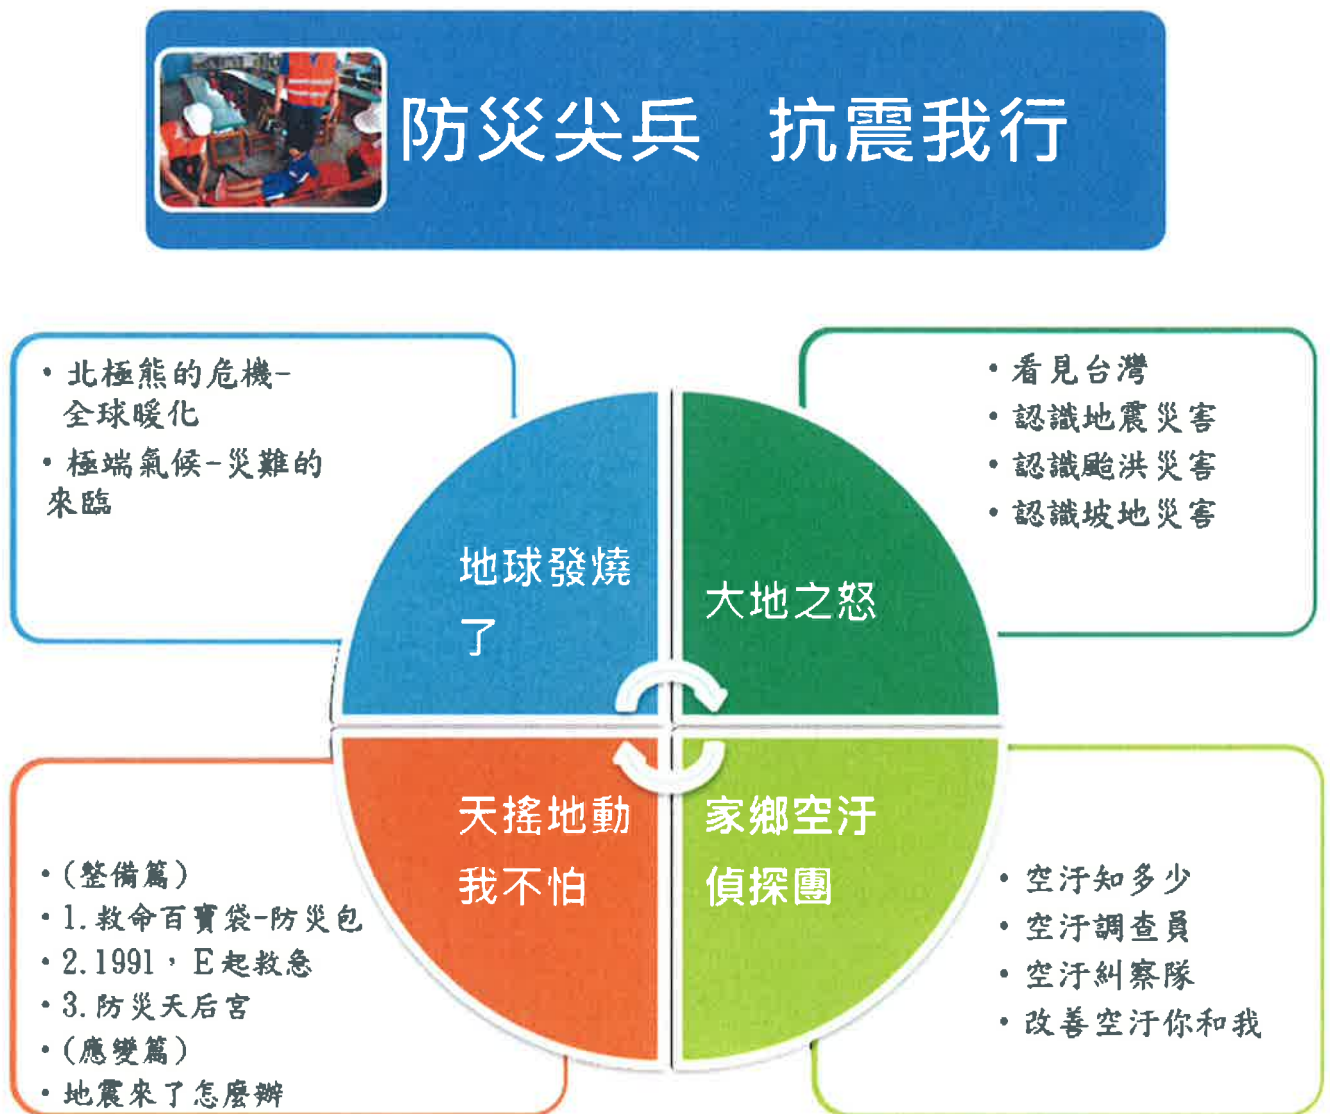 防災尖兵 抗震我行
• 北極熊的危機-
全球暖化
• 極端氣候-災難的
來臨
• 看見台灣
• 認識地震災害
• 認識颱洪災害
• 認識坡地災害
地球發燒
了
大地之怒
天搖地動
我不怕
家鄉空汙
偵探團
• (整備篇)
• 1.救命百寶袋-防災包
• 2.1991，E起救急
• 3.防災天后宮
• (應變篇)
• 地震來了怎麼辦
• 空汙知多少
• 空汙調查員
• 空汙糾察隊
• 改善空汙你和我